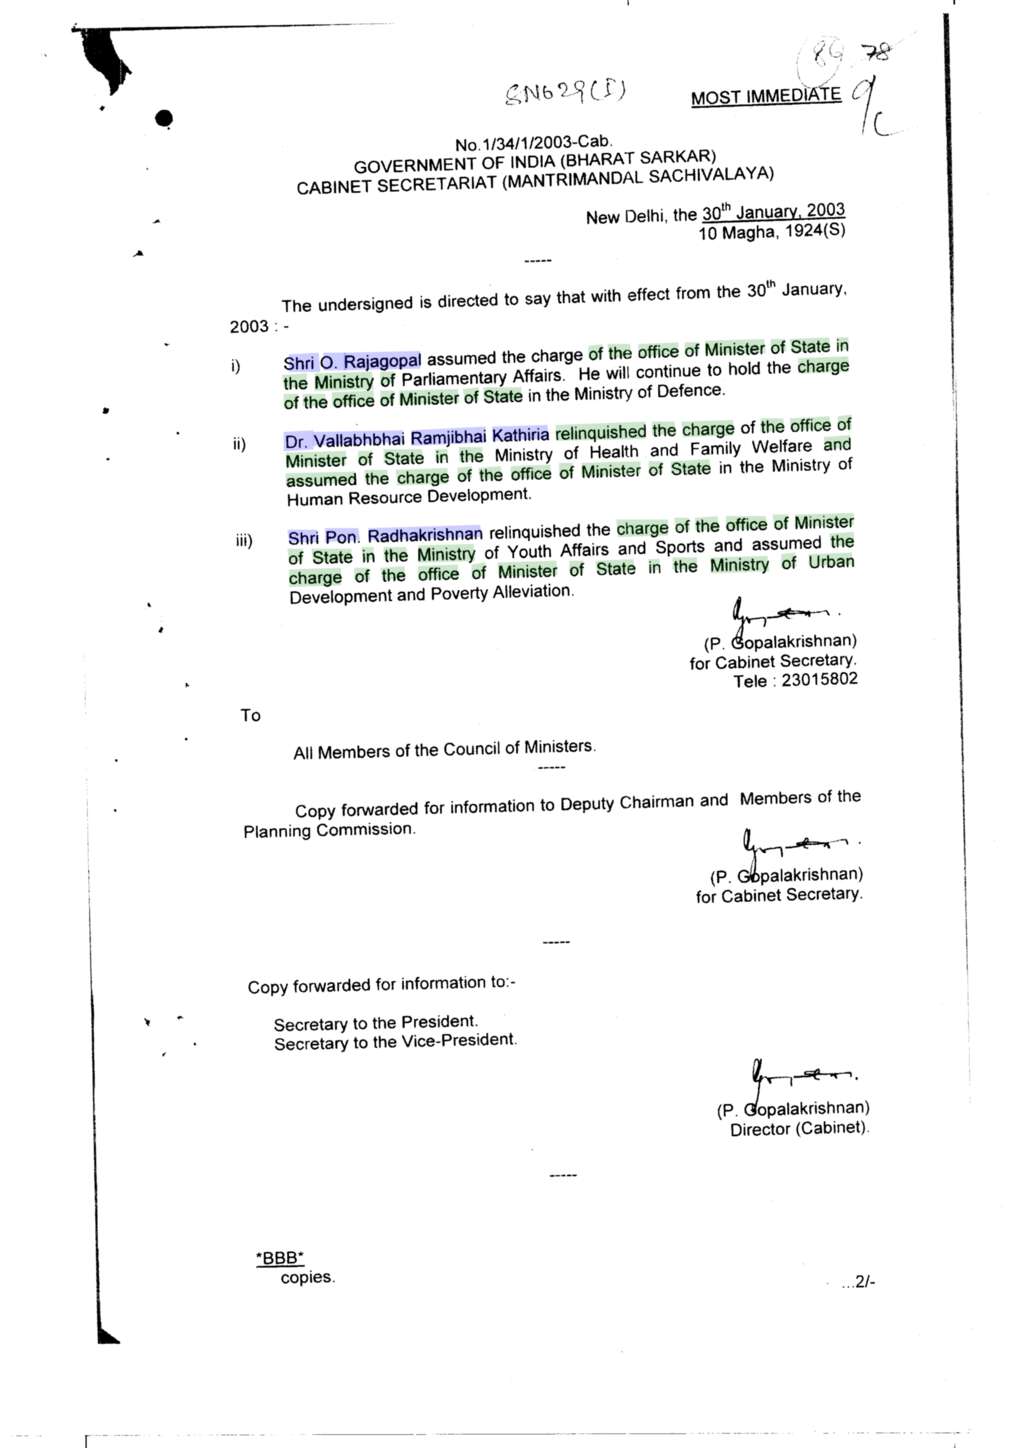 89 78
SN629(I)
MOST IMMEDIATE
9/c
No.1/34/1/2003-Cab.
GOVERNMENT OF INDIA (BHARAT SARKAR)
CABINET SECRETARIAT (MANTRIMANDAL SACHIVALAYA)
New Delhi, the 30th January, 2003
10 Magha, 1924(S)
-----
The undersigned is directed to say that with effect from the 30th January,
2003 : -
i) Shri O. Rajagopal assumed the charge of the office of Minister of State in
the Ministry of Parliamentary Affairs. He will continue to hold the charge
of the office of Minister of State in the Ministry of Defence.
ii) Dr. Vallabhbhai Ramjibhai Kathiria relinquished the charge of the office of
Minister of State in the Ministry of Health and Family Welfare and
assumed the charge of the office of Minister of State in the Ministry of
Human Resource Development.
iii) Shri Pon. Radhakrishnan relinquished the charge of the office of Minister
of State in the Ministry of Youth Affairs and Sports and assumed the
charge of the office of Minister of State in the Ministry of Urban
Development and Poverty Alleviation.
(P. Gopalakrishnan)
for Cabinet Secretary.
Tele : 23015802
To
All Members of the Council of Ministers.
-----
Copy forwarded for information to Deputy Chairman and Members of the
Planning Commission.
(P. Gopalakrishnan)
for Cabinet Secretary.
-----
Copy forwarded for information to:-
Secretary to the President.
Secretary to the Vice-President.
(P. Gopalakrishnan)
Director (Cabinet).
-----
*BBB*
copies.
...2/-